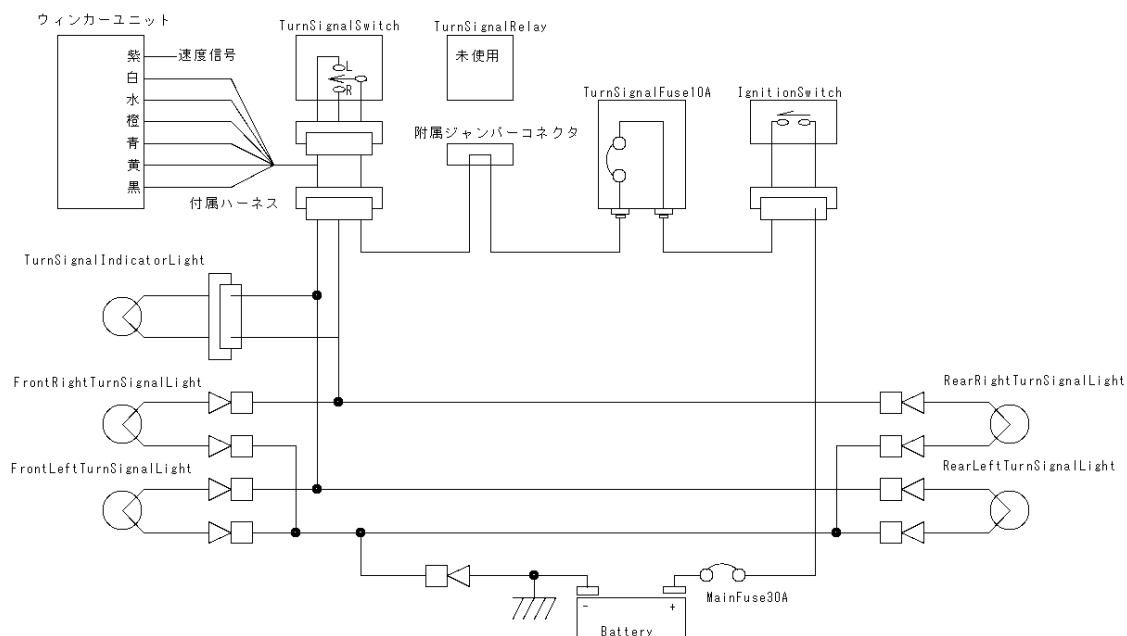 ウィンカーユニット
TurnSignalSwitch
TurnSignalRelay
紫
速度信号
未使用
白
L
R
水
TurnSignalFuse10A
IgnitionSwitch
橙
附属ジャンパーコネクタ
青
黄
黒
付属ハーネス
TurnSignalIndicatorLight
FrontRightTurnSignalLight
RearRightTurnSignalLight
FrontLeftTurnSignalLight
RearLeftTurnSignalLight
MainFuse30A
- +
Battery